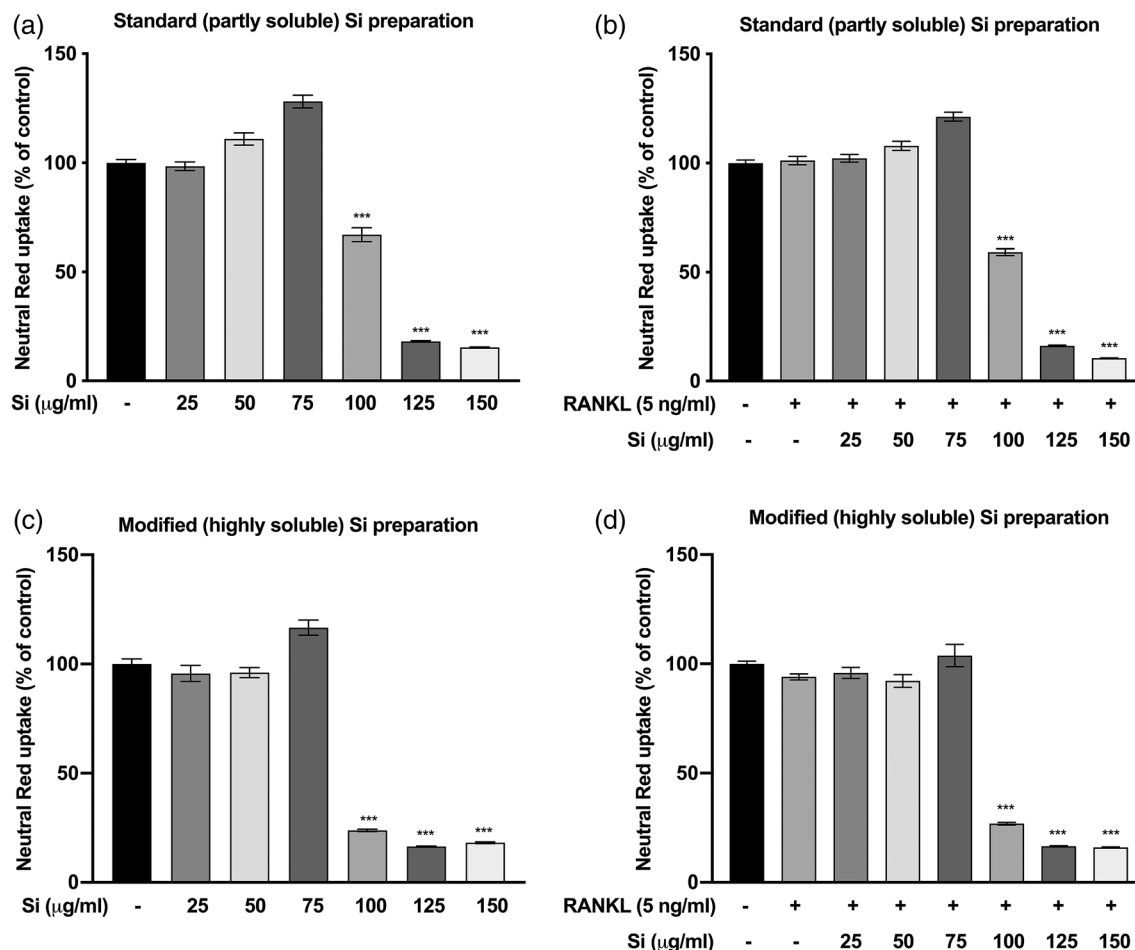 (a)
Standard (partly soluble) Si preparation
Neutral Red uptake (% of control)
150
100
50
0
***
***
***
Si (μg/ml) - 25 50 75 100 125 150
(b)
Standard (partly soluble) Si preparation
Neutral Red uptake (% of control)
150
100
50
0
***
***
***
RANKL (5 ng/ml) - + + + + + + +
Si (μg/ml) - - 25 50 75 100 125 150
(c)
Modified (highly soluble) Si preparation
Neutral Red uptake (% of control)
150
100
50
0
***
***
***
Si (μg/ml) - 25 50 75 100 125 150
(d)
Modified (highly soluble) Si preparation
Neutral Red uptake (% of control)
150
100
50
0
***
***
***
RANKL (5 ng/ml) - + + + + + + +
Si (μg/ml) - - 25 50 75 100 125 150